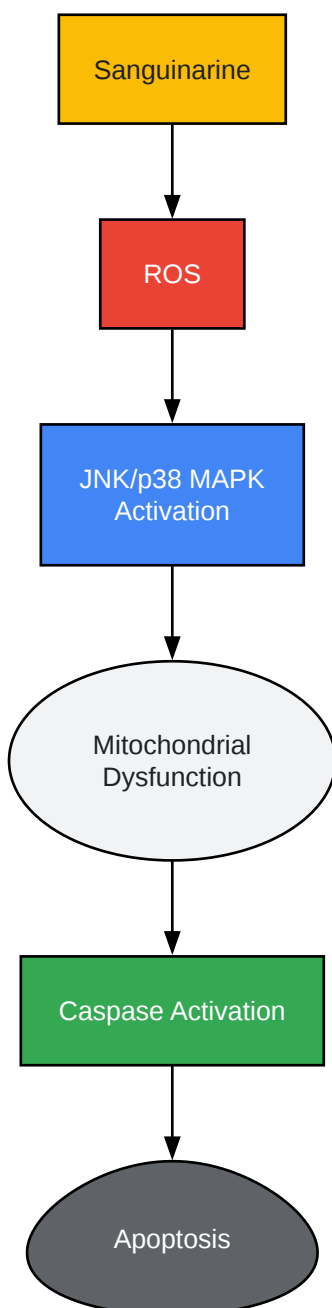 Sanguinarine
ROS
JNK/p38 MAPK
Activation
Mitochondrial
Dysfunction
Caspase Activation
Apoptosis